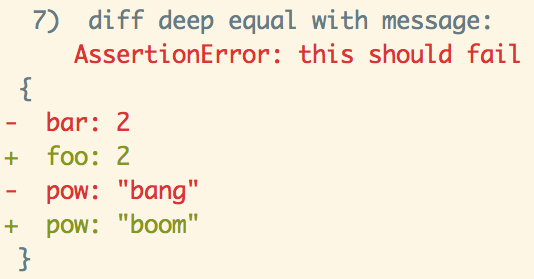 7) diff deep equal with message:
AssertionError: this should fail
{
- bar: 2
+ foo: 2
- pow: "bang"
+ pow: "boom"
}